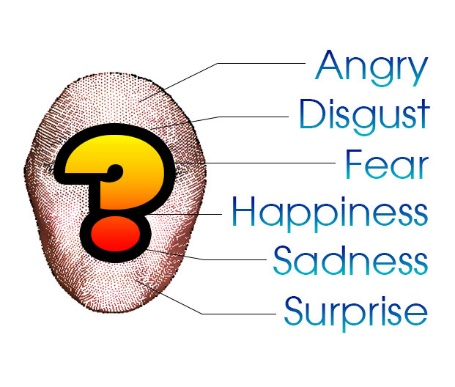 ?
Angry
Disgust
Fear
Happiness
Sadness
Surprise